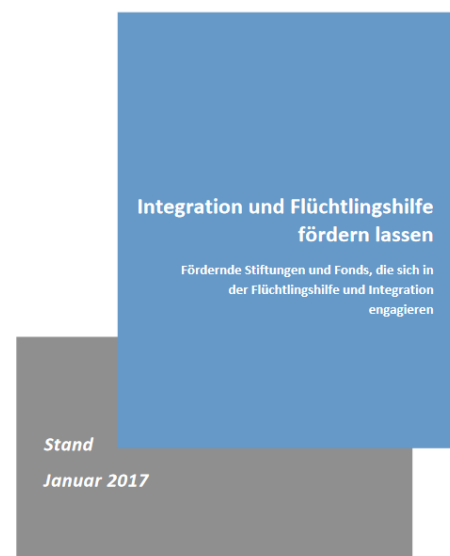 Integration und Flüchtlingshilfe
fördern lassen
Fördernde Stiftungen und Fonds, die sich in
der Flüchtlingshilfe und Integration
engagieren
Stand
Januar 2017